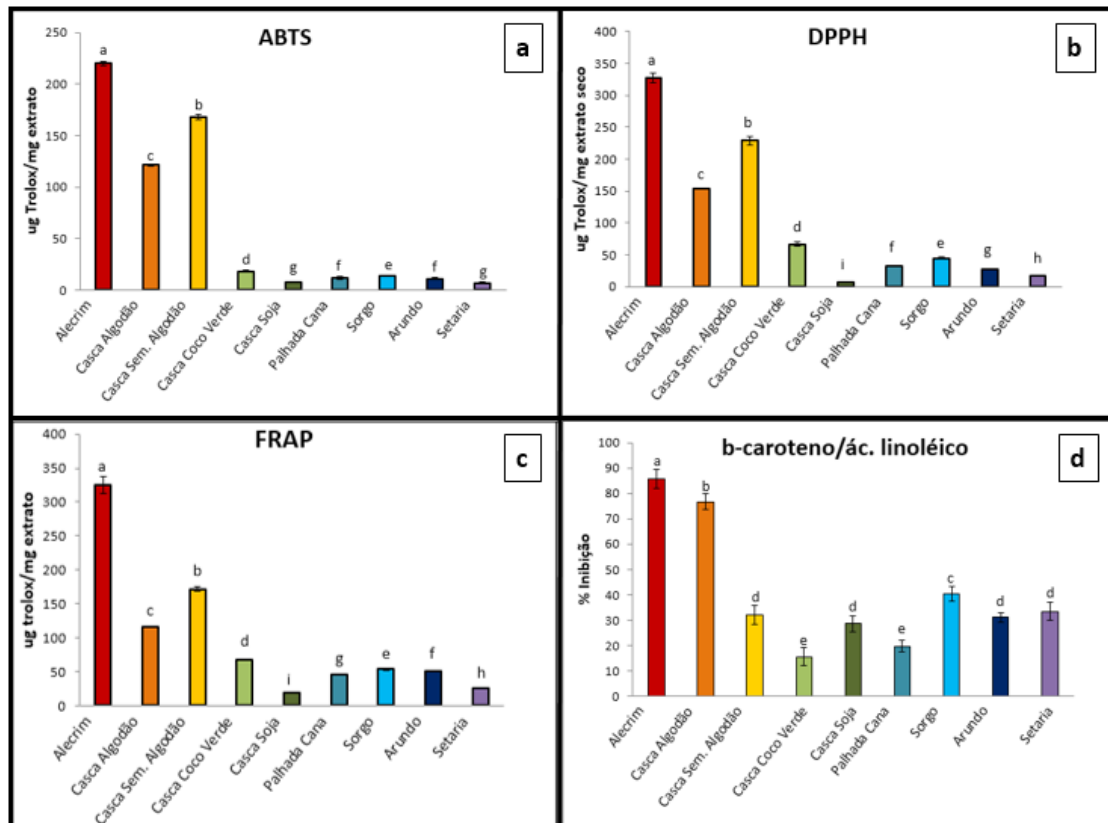 ABTS
a
ug Trolox/mg extrato
250
200
150
100
50
0
a
c
b
d
g
f
e
f
g
Alecrim
Casca Algodão
Casca Sem. Algodão
Casca Coco Verde
Casca Soja
Palhada Cana
Sorgo
Arundo
Setaria
DPPH
b
ug Trolox/mg extrato seco
400
350
300
250
200
150
100
50
0
a
c
b
d
i
f
e
g
h
Alecrim
Casca Algodão
Casca Sem. Algodão
Casca Coco Verde
Casca Soja
Palhada Cana
Sorgo
Arundo
Setaria
FRAP
c
ug trolox/mg extrato
400
350
300
250
200
150
100
50
0
a
c
b
d
i
g
e
f
h
Alecrim
Casca Algodão
Casca Sem. Algodão
Casca Coco Verde
Casca Soja
Palhada Cana
Sorgo
Arundo
Setaria
b-caroteno/ác. linoléico
d
% Inibição
100
90
80
70
60
50
40
30
20
10
0
a
b
d
e
d
e
c
d
d
Alecrim
Casca Algodão
Casca Sem. Algodão
Casca Coco Verde
Casca Soja
Palhada Cana
Sorgo
Arundo
Setaria